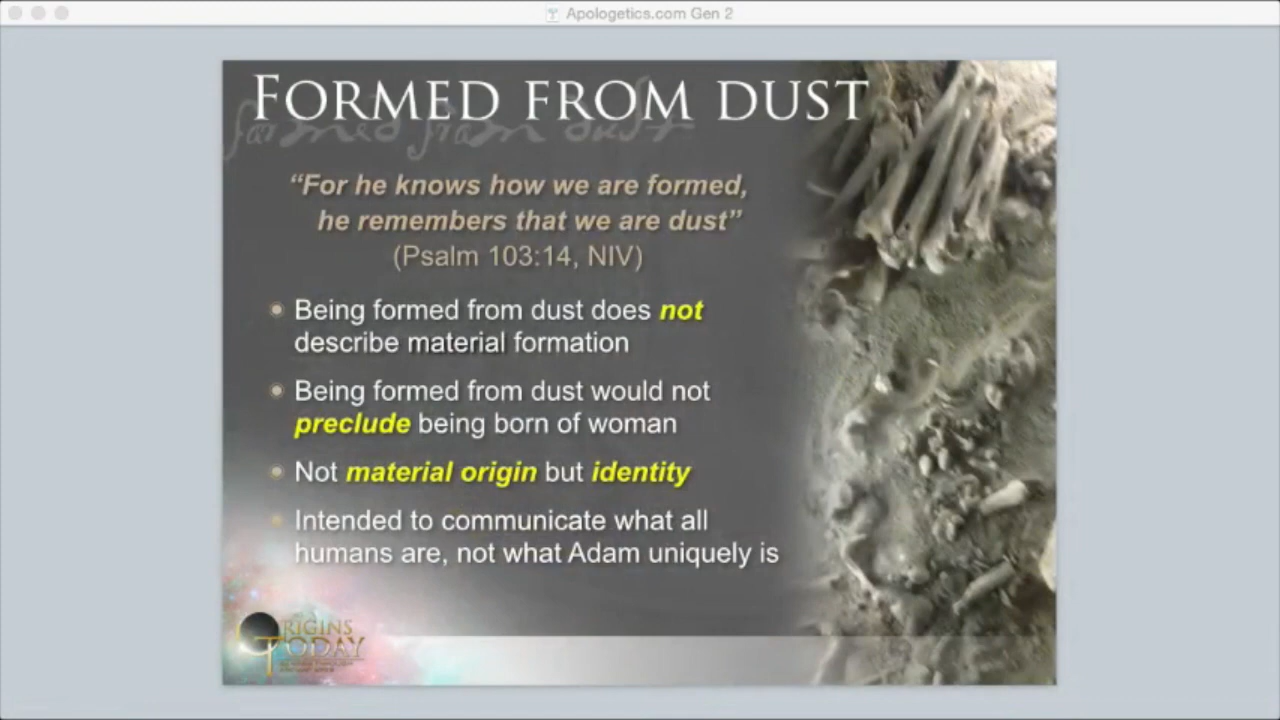 Apologetics.com Gen 2
FORMED FROM DUST
formed from dust
“For he knows how we are formed,
he remembers that we are dust”
(Psalm 103:14, NIV)
Being formed from dust does not
describe material formation
Being formed from dust would not
preclude being born of woman
Not material origin but identity
Intended to communicate what all
humans are, not what Adam uniquely is
ORIGINS
TODAY